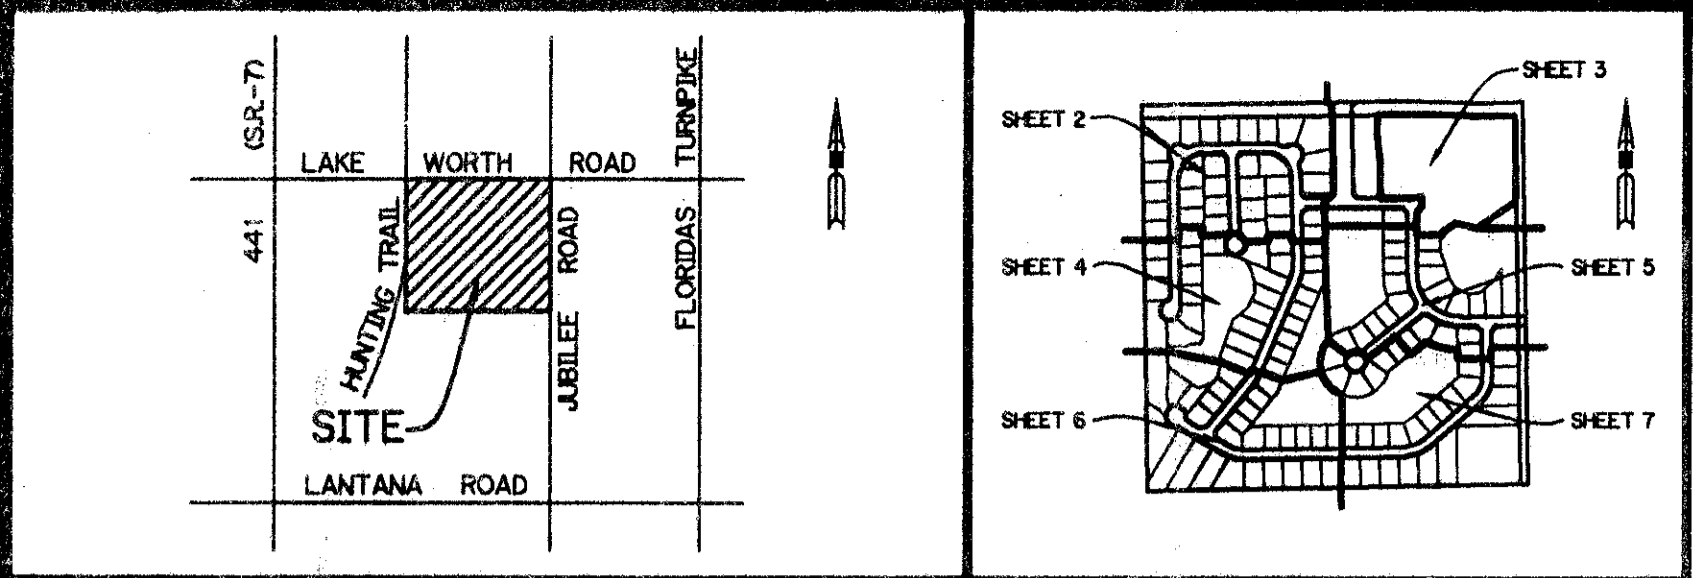 (S.R.-7)
441
LAKE WORTH ROAD
FLORIDAS TURNPIKE
HUNTING TRAIL
JUBILEE ROAD
SITE
LANTANA ROAD
SHEET 3
SHEET 2
SHEET 4
SHEET 5
SHEET 6
SHEET 7